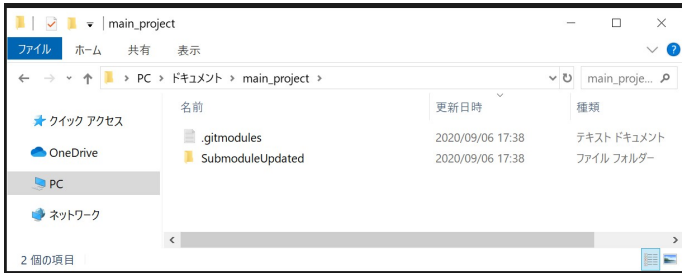 main_project
ファイル ホーム 共有 表示
PC ドキュメント main_project main_proje...
名前 更新日時 種類
クイック アクセス
.gitmodules 2020/09/06 17:38 テキスト ドキュメント
OneDrive
SubmoduleUpdated 2020/09/06 17:38 ファイル フォルダー
PC
ネットワーク
2 個の項目